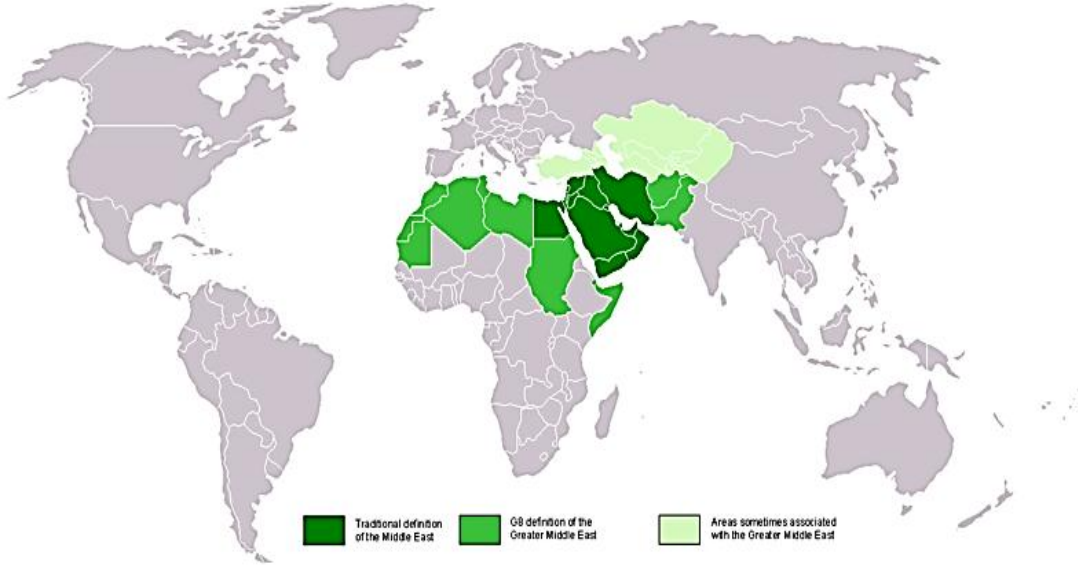 Traditional definition
of the Middle East
G8 definition of the
Greater Middle East
Areas sometimes associated
with the Greater Middle East